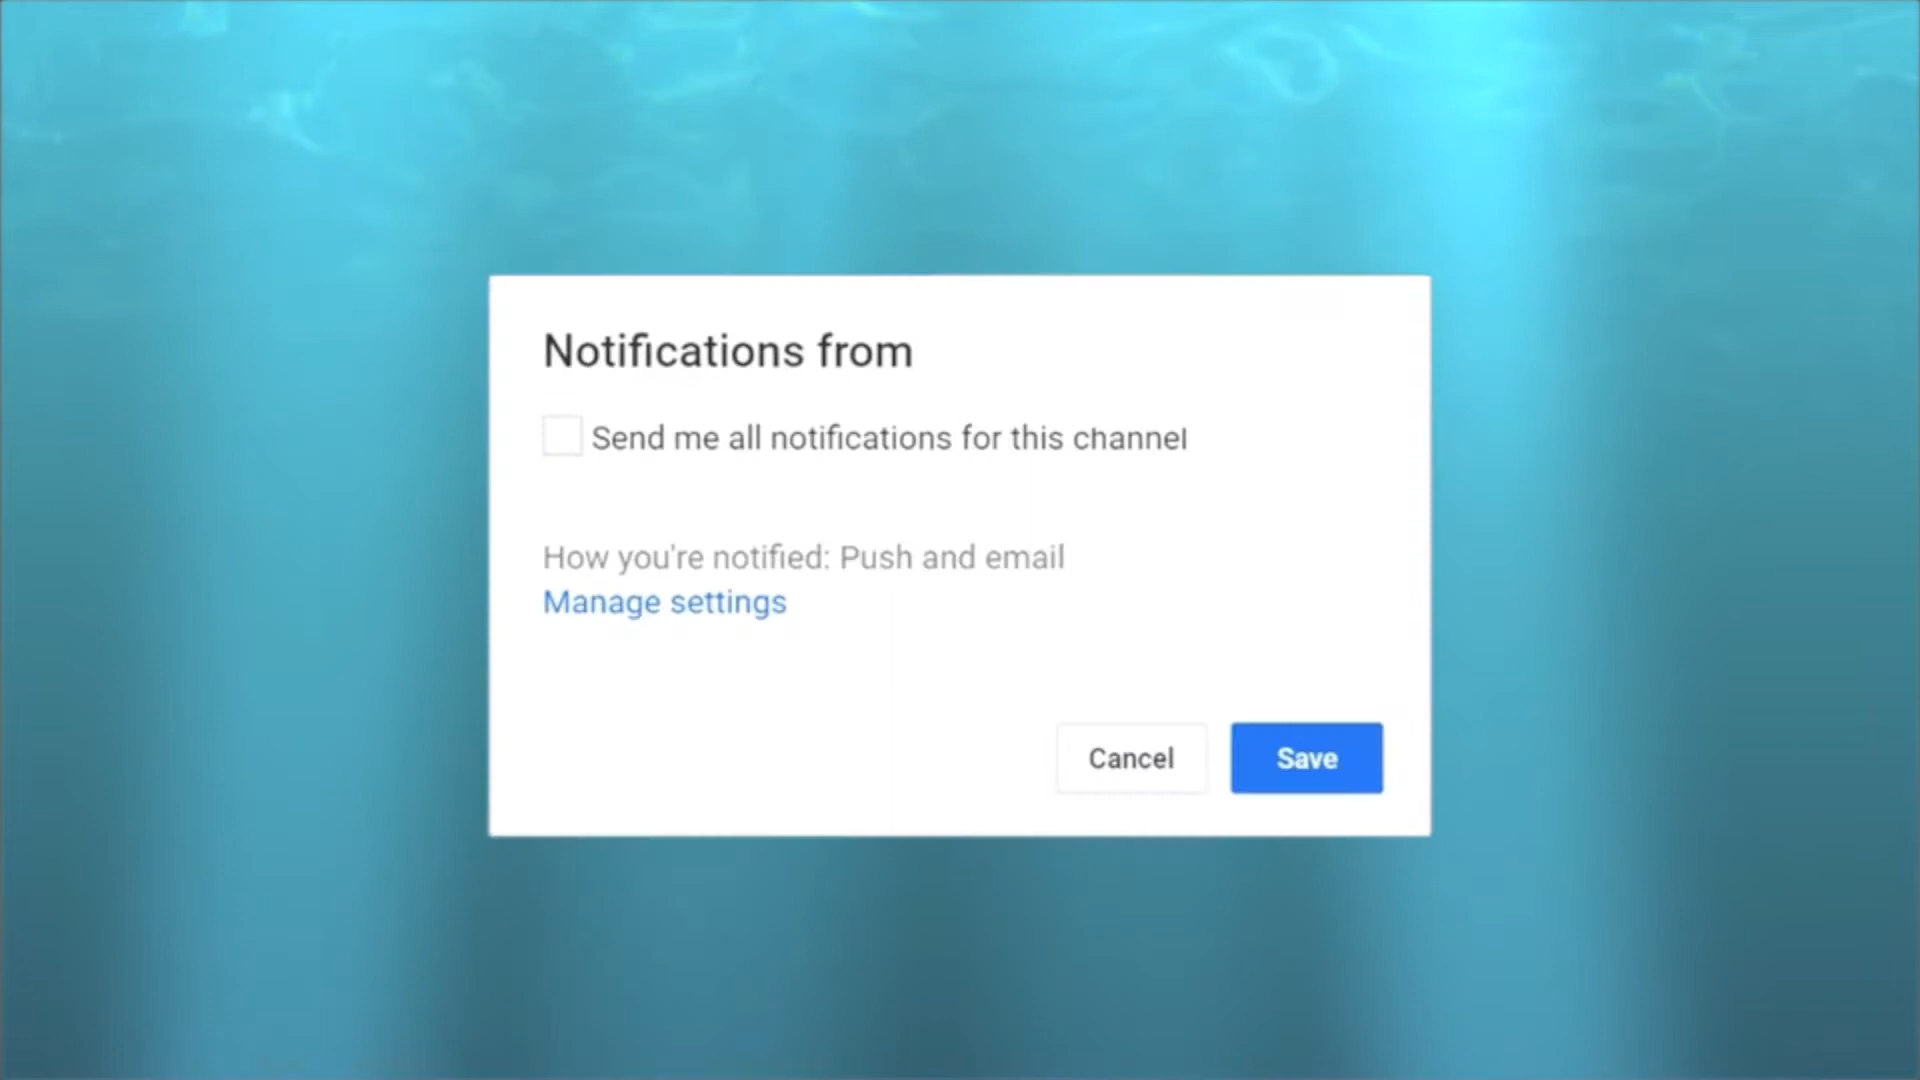 Notifications from
Send me all notifications for this channel
How you're notified: Push and email
Manage settings
Cancel
Save